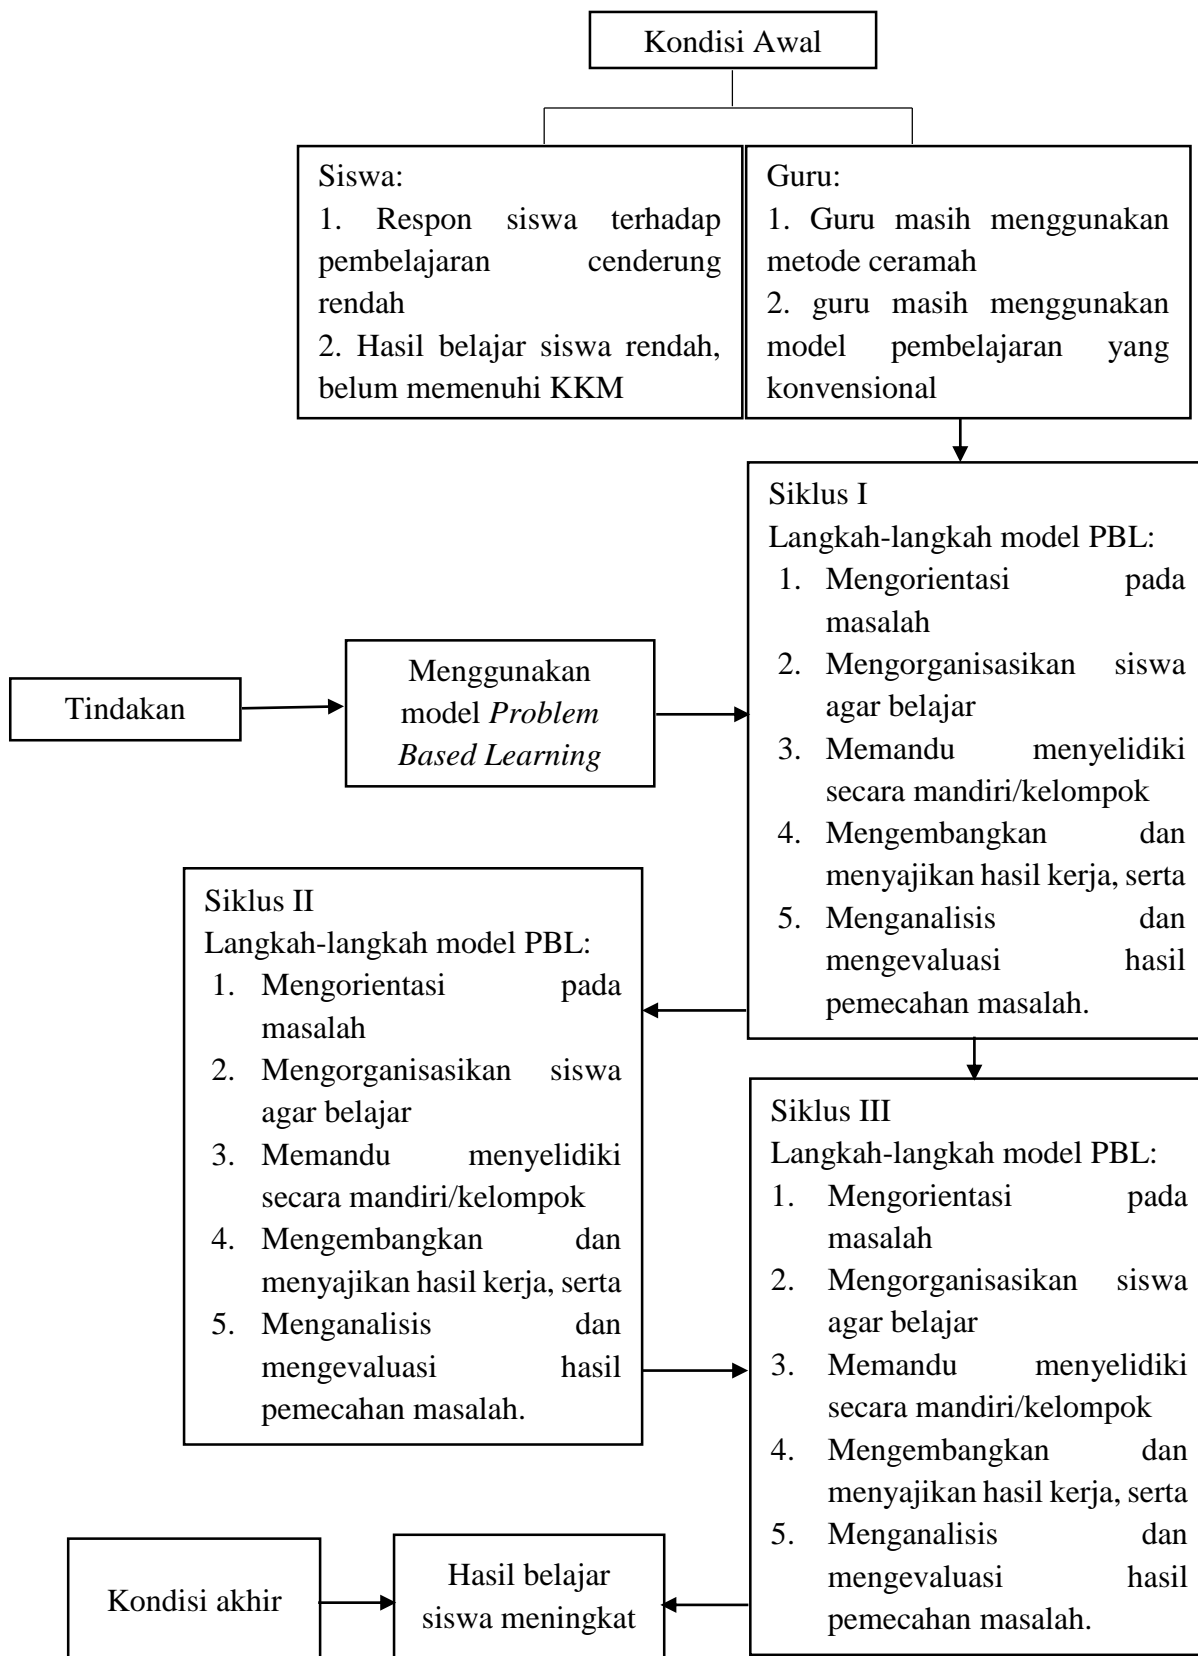 Kondisi Awal
Siswa:
1. Respon siswa terhadap
pembelajaran cenderung
rendah
2. Hasil belajar siswa rendah,
belum memenuhi KKM
Guru:
1. Guru masih menggunakan
metode ceramah
2. guru masih menggunakan
model pembelajaran yang
konvensional
Tindakan
Menggunakan
model Problem
Based Learning
Siklus I
Langkah-langkah model PBL:
1. Mengorientasi pada
masalah
2. Mengorganisasikan siswa
agar belajar
3. Memandu menyelidiki
secara mandiri/kelompok
4. Mengembangkan dan
menyajikan hasil kerja, serta
5. Menganalisis dan
mengevaluasi hasil
pemecahan masalah.
Siklus II
Langkah-langkah model PBL:
1. Mengorientasi pada
masalah
2. Mengorganisasikan siswa
agar belajar
3. Memandu menyelidiki
secara mandiri/kelompok
4. Mengembangkan dan
menyajikan hasil kerja, serta
5. Menganalisis dan
mengevaluasi hasil
pemecahan masalah.
Siklus III
Langkah-langkah model PBL:
1. Mengorientasi pada
masalah
2. Mengorganisasikan siswa
agar belajar
3. Memandu menyelidiki
secara mandiri/kelompok
4. Mengembangkan dan
menyajikan hasil kerja, serta
5. Menganalisis dan
mengevaluasi hasil
pemecahan masalah.
Kondisi akhir
Hasil belajar
siswa meningkat